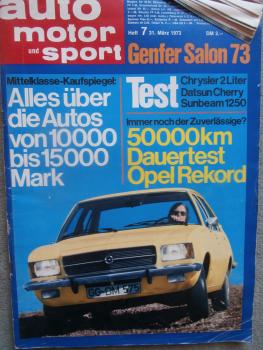 auto
motor
und
sport
Heft 7 31. März 1973
DM 2,–
Genfer Salon 73
Mittelklasse-Kaufspiegel:
Alles über
die Autos
von 10000
bis 15000
Mark
Test
Chrysler 2 Liter
Datsun Cherry
Sunbeam 1250
Immer noch der Zuverlässige?
50000km
Dauertest
Opel Rekord